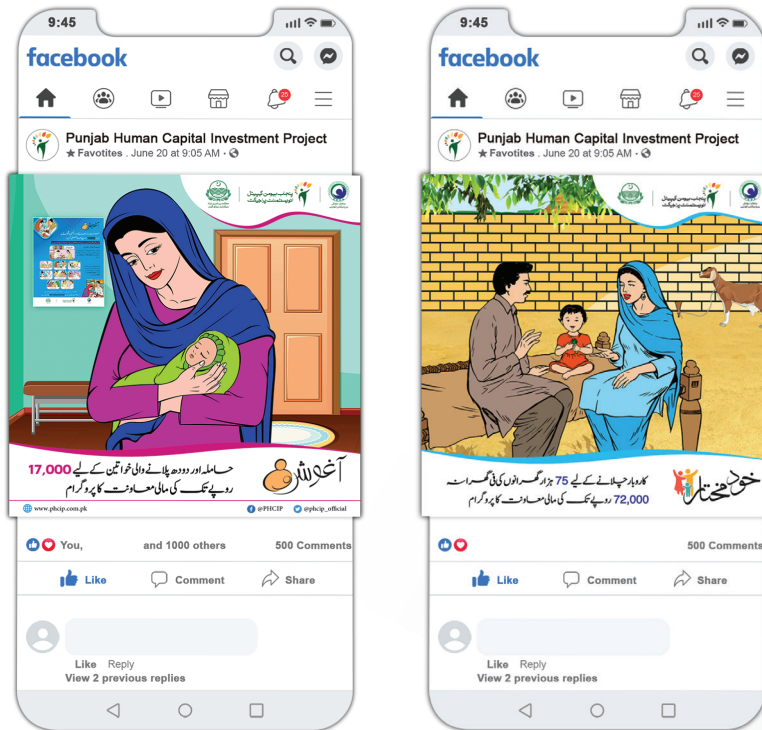 9:45
facebook
25
Punjab Human Capital Investment Project
Favotites . June 20 at 9:05 AM ·
پنجاب ہیومن کیپیٹل
انویسٹمنٹ پراجیکٹ
آغوش
حاملہ اور دودھ پلانے والی خواتین کے لیے 17,000
روپے تک کی مالی معاونت کا پروگرام
www.phcip.com.pk
@PHCIP
@phcip_official
You, and 1000 others 500 Comments
Like Comment Share
Like Reply
View 2 previous replies
9:45
facebook
25
Punjab Human Capital Investment Project
Favotites . June 20 at 9:05 AM ·
پنجاب ہیومن کیپیٹل
انویسٹمنٹ پراجیکٹ
خود مختار
کاروبار چلانے کے لیے 75 ہزار گھرانوں کی فی گھرانہ
72,000 روپے تک کی مالی معاونت کا پروگرام
500 Comments
Like Comment Share
Like Reply
View 2 previous replies